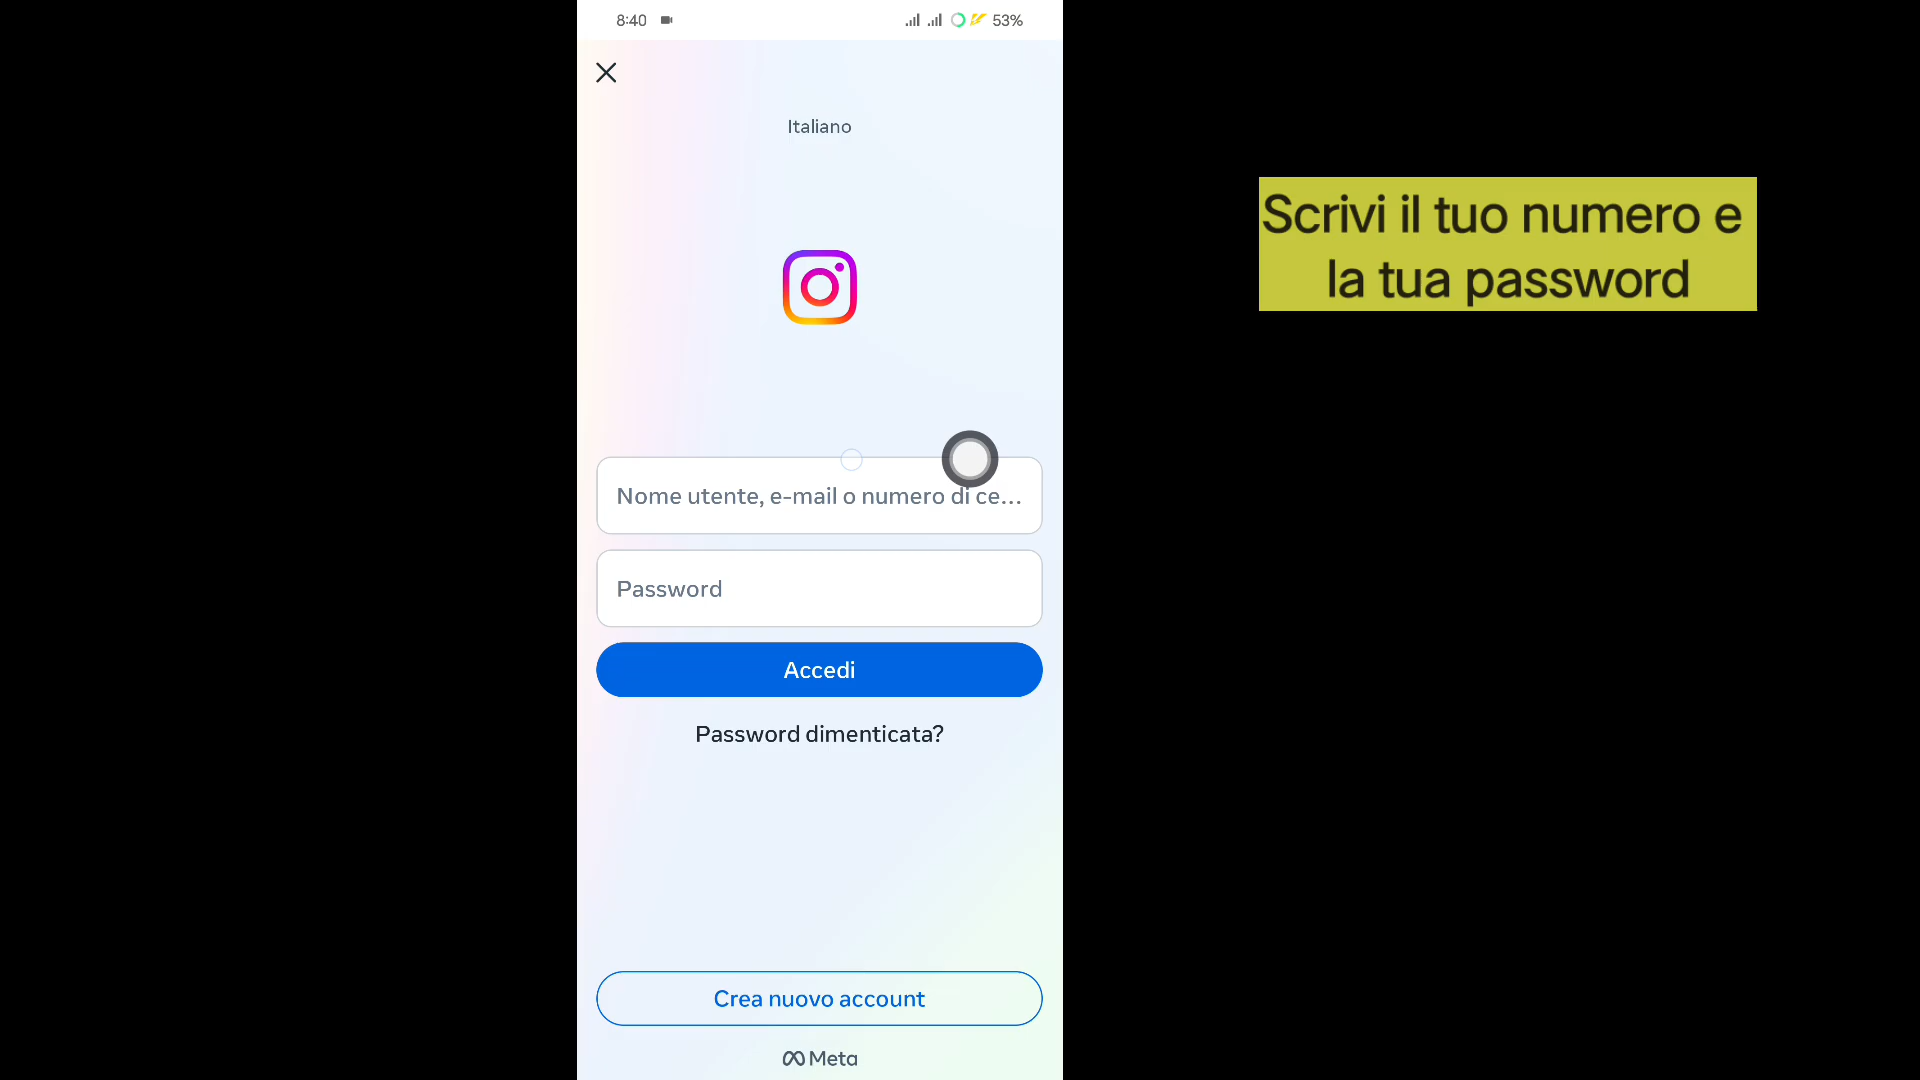 8:40
53%
Italiano
Scrivi il tuo numero e
la tua password
Nome utente, e-mail o numero di ce...
Password
Accedi
Password dimenticata?
Crea nuovo account
Meta